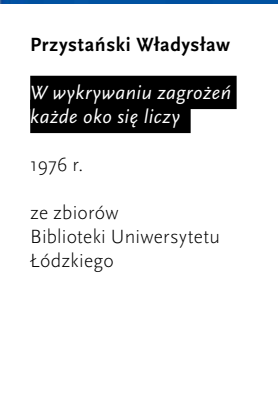 Przystański Władysław
W wykrywaniu zagrożeń
każde oko się liczy
1976 r.
ze zbiorów
Biblioteki Uniwersytetu
Łódzkiego